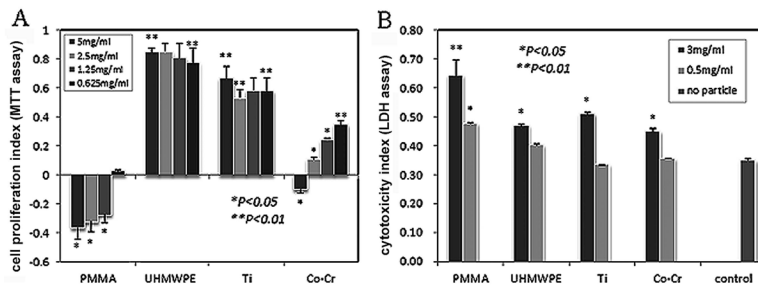 A
cell proliferation index (MTT assay)
1
0.8
0.6
0.4
0.2
0
-0.2
-0.4
-0.6
5mg/ml
2.5mg/ml
1.25mg/ml
0.625mg/ml
** **
** ** **
* * *
* * * **
*P<0.05
**P<0.01
PMMA UHMWPE Ti Co·Cr
B
cytotoxicity index (LDH assay)
0.80
0.70
0.60
0.50
0.40
0.30
0.20
0.10
0.00
*P<0.05
**P<0.01
3mg/ml
0.5mg/ml
no particle
** * * * *
PMMA UHMWPE Ti Co·Cr control